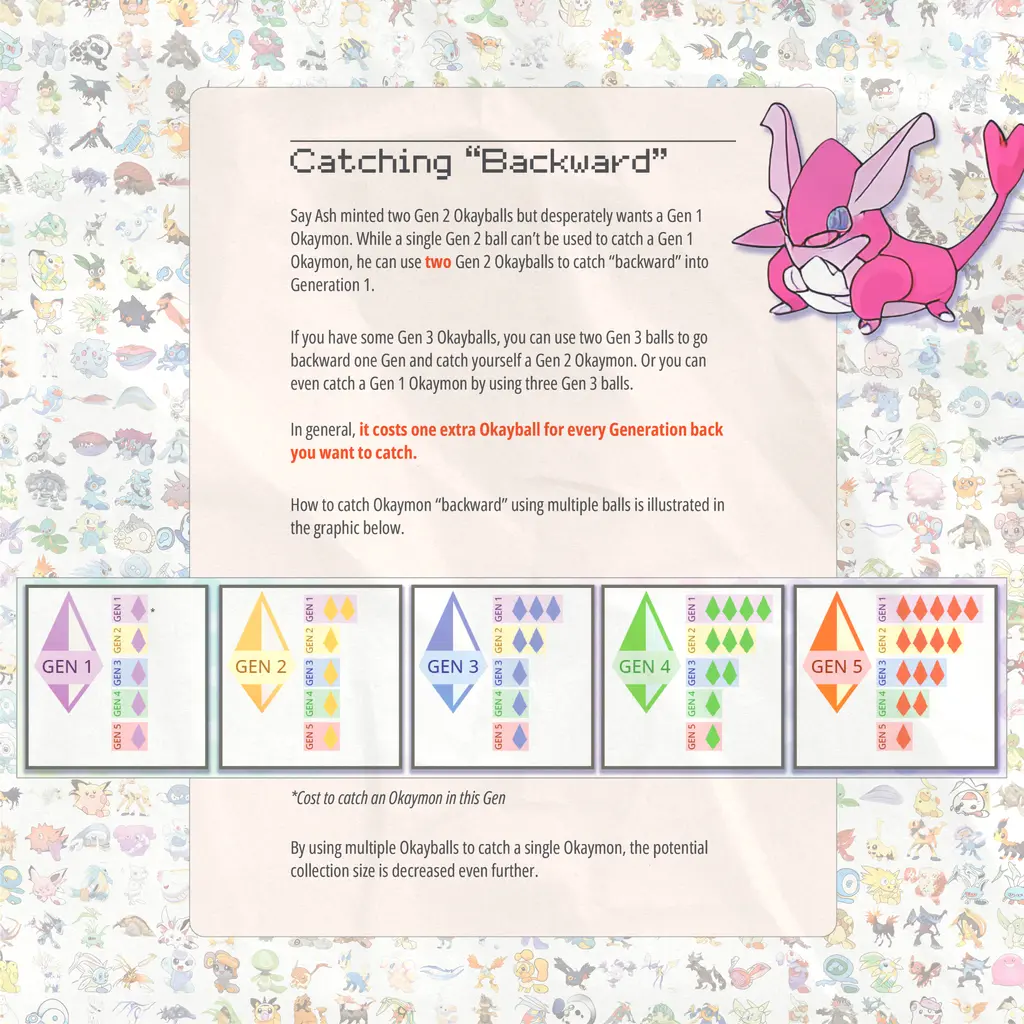 Catching “Backward”
Say Ash minted two Gen 2 Okayballs but desperately wants a Gen 1
Okaymon. While a single Gen 2 ball can’t be used to catch a Gen 1
Okaymon, he can use two Gen 2 Okayballs to catch “backward” into
Generation 1.
If you have some Gen 3 Okayballs, you can use two Gen 3 balls to go
backward one Gen and catch yourself a Gen 2 Okaymon. Or you can
even catch a Gen 1 Okaymon by using three Gen 3 balls.
In general, it costs one extra Okayball for every Generation back
you want to catch.
How to catch Okaymon “backward” using multiple balls is illustrated in
the graphic below.
GEN 1
GEN 1
*
GEN 2
GEN 3
GEN 4
GEN 5
GEN 2
GEN 1
GEN 2
GEN 3
GEN 4
GEN 5
GEN 3
GEN 1
GEN 2
GEN 3
GEN 4
GEN 5
GEN 4
GEN 1
GEN 2
GEN 3
GEN 4
GEN 5
GEN 5
GEN 1
GEN 2
GEN 3
GEN 4
GEN 5
*Cost to catch an Okaymon in this Gen
By using multiple Okayballs to catch a single Okaymon, the potential
collection size is decreased even further.